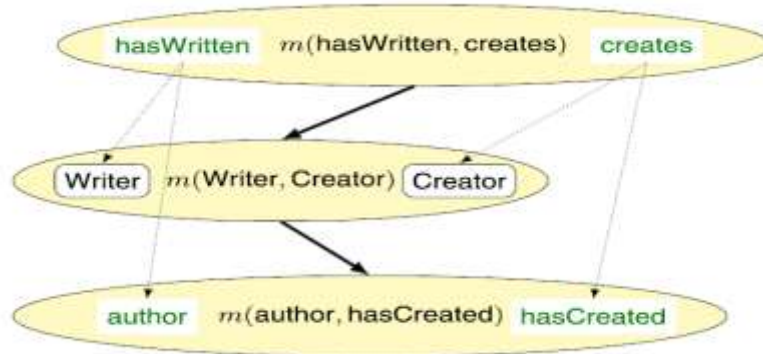 hasWritten m(hasWritten, creates) creates
Writer m(Writer, Creator) Creator
author m(author, hasCreated) hasCreated